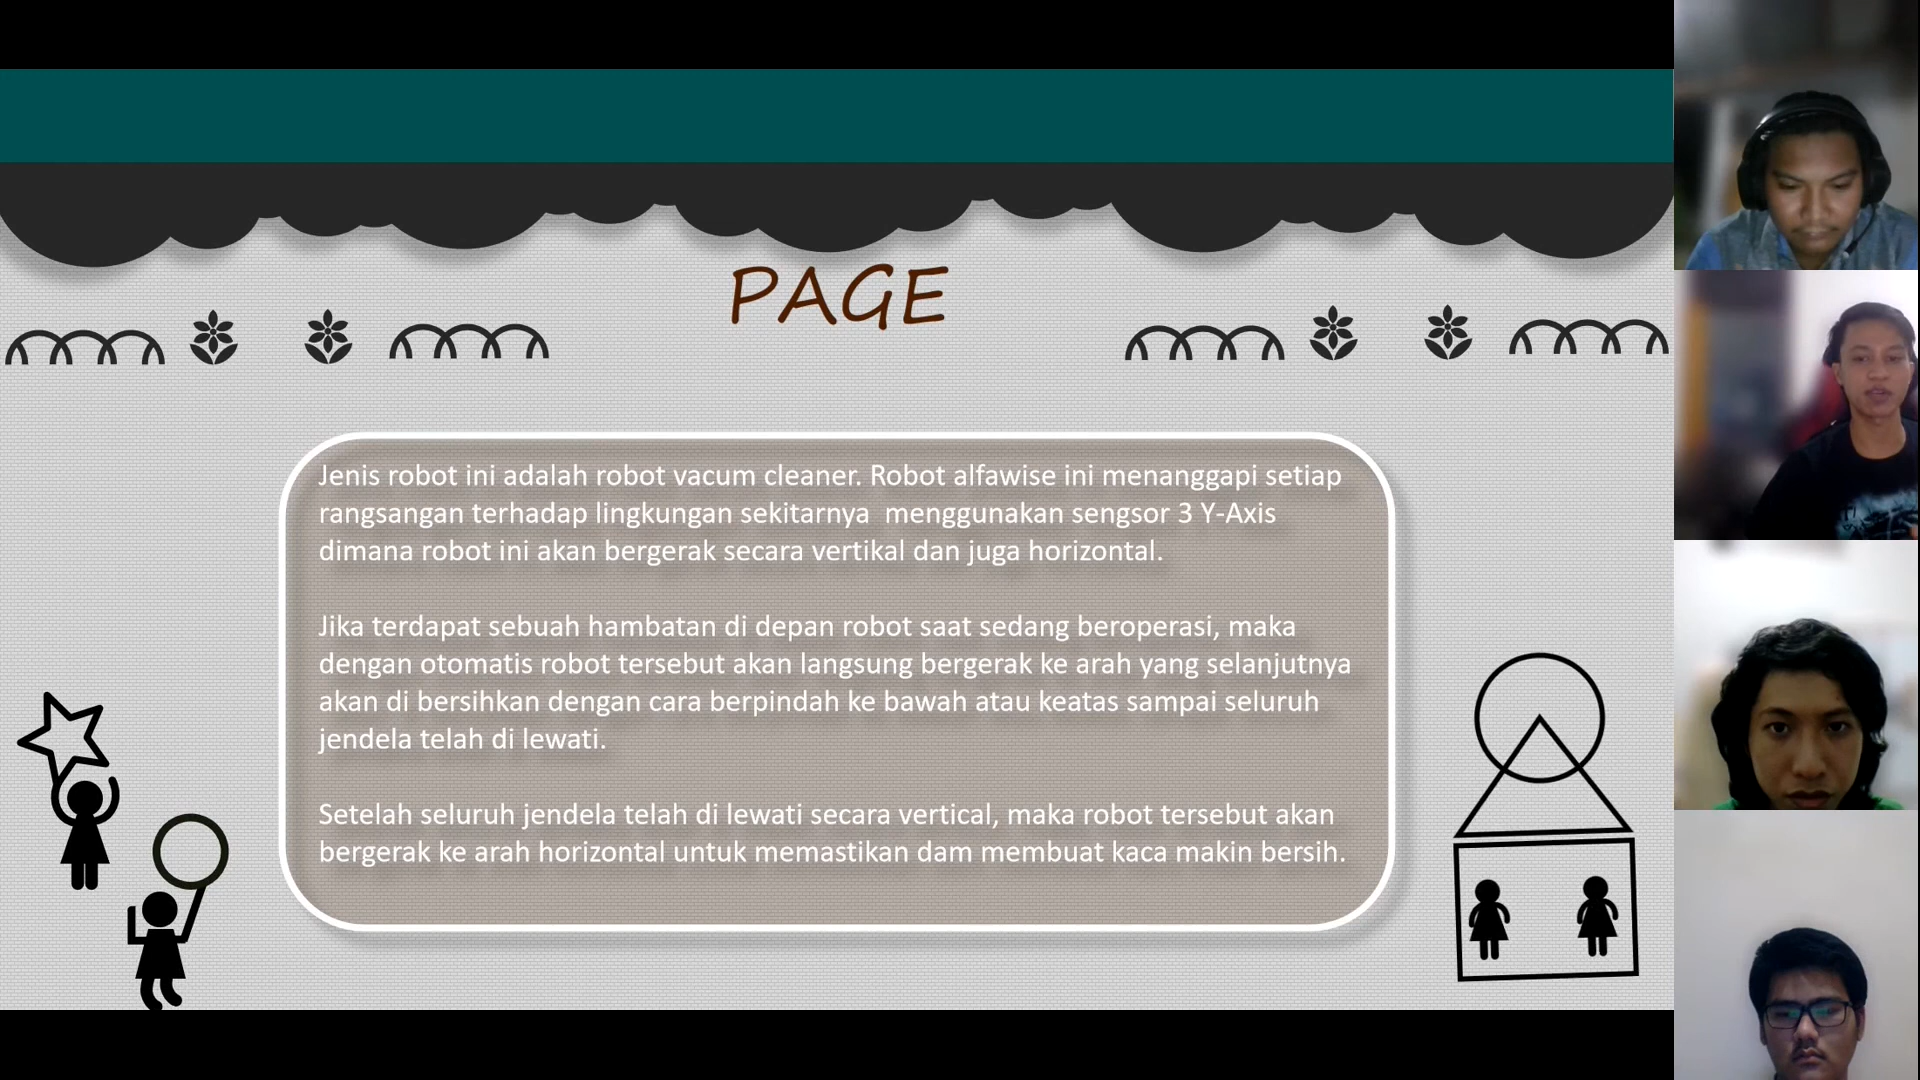 PAGE
Jenis robot ini adalah robot vacum cleaner. Robot alfawise ini menanggapi setiap
rangsangan terhadap lingkungan sekitarnya  menggunakan sengsor 3 Y-Axis
dimana robot ini akan bergerak secara vertikal dan juga horizontal.
Jika terdapat sebuah hambatan di depan robot saat sedang beroperasi, maka
dengan otomatis robot tersebut akan langsung bergerak ke arah yang selanjutnya
akan di bersihkan dengan cara berpindah ke bawah atau keatas sampai seluruh
jendela telah di lewati.
Setelah seluruh jendela telah di lewati secara vertical, maka robot tersebut akan
bergerak ke arah horizontal untuk memastikan dam membuat kaca makin bersih.